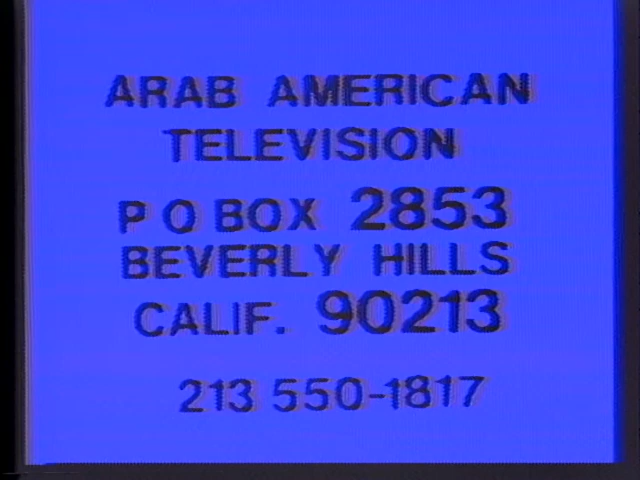 ARAB AMERICAN
TELEVISION
P O BOX 2853
BEVERLY HILLS
CALIF. 90213
213 550-1817